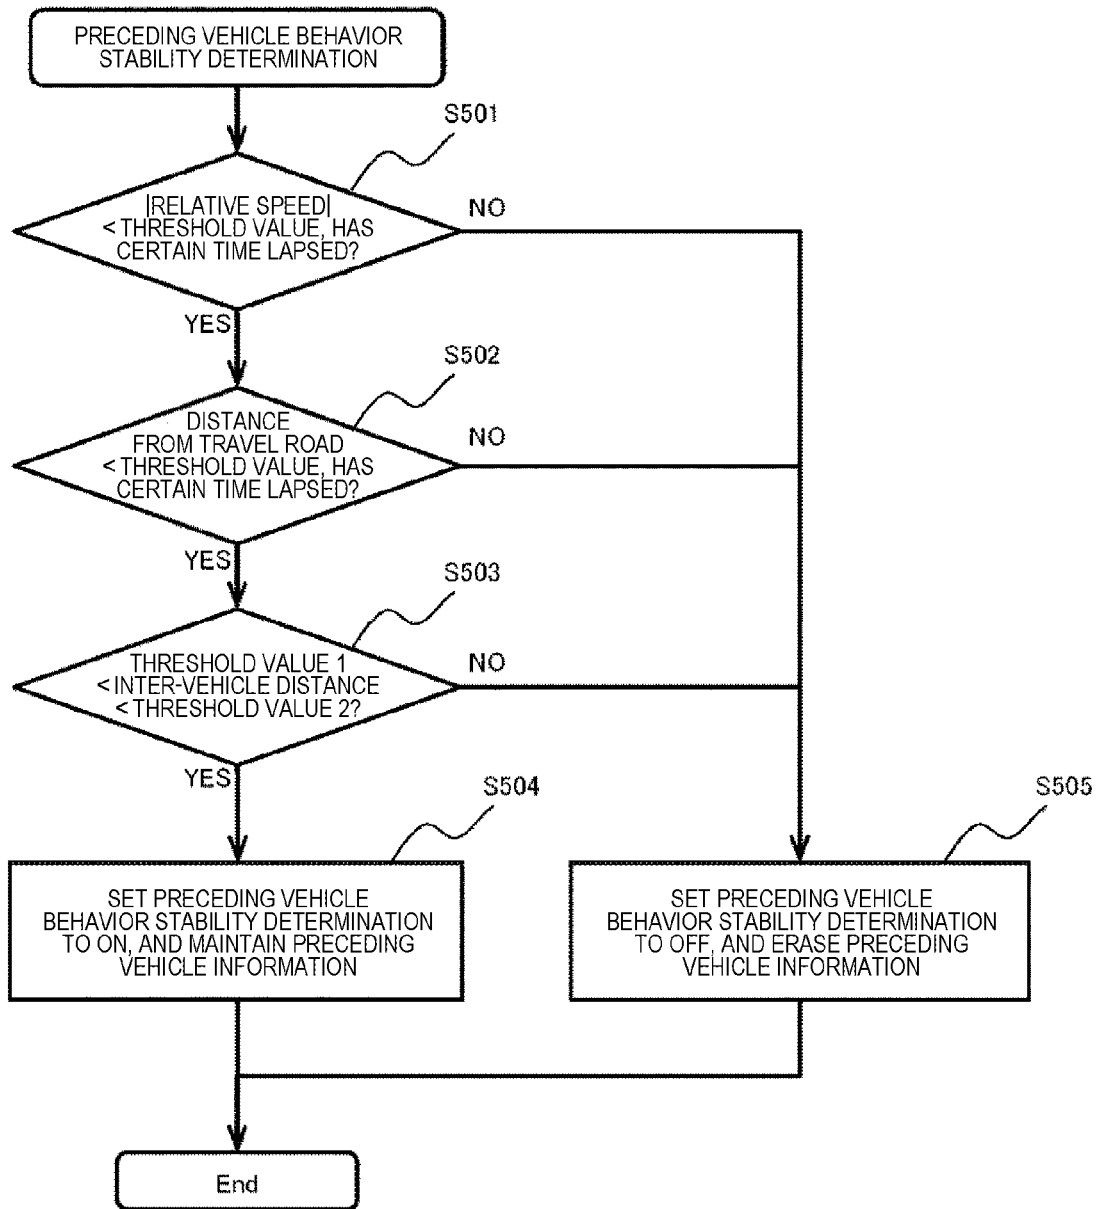 PRECEDING VEHICLE BEHAVIOR
STABILITY DETERMINATION
S501
|RELATIVE SPEED|
< THRESHOLD VALUE, HAS
CERTAIN TIME LAPSED?
NO
YES
S502
DISTANCE
FROM TRAVEL ROAD
< THRESHOLD VALUE, HAS
CERTAIN TIME LAPSED?
NO
YES
S503
THRESHOLD VALUE 1
< INTER-VEHICLE DISTANCE
< THRESHOLD VALUE 2?
NO
YES
S504
SET PRECEDING VEHICLE
BEHAVIOR STABILITY DETERMINATION
TO ON, AND MAINTAIN PRECEDING
VEHICLE INFORMATION
S505
SET PRECEDING VEHICLE
BEHAVIOR STABILITY DETERMINATION
TO OFF, AND ERASE PRECEDING
VEHICLE INFORMATION
End